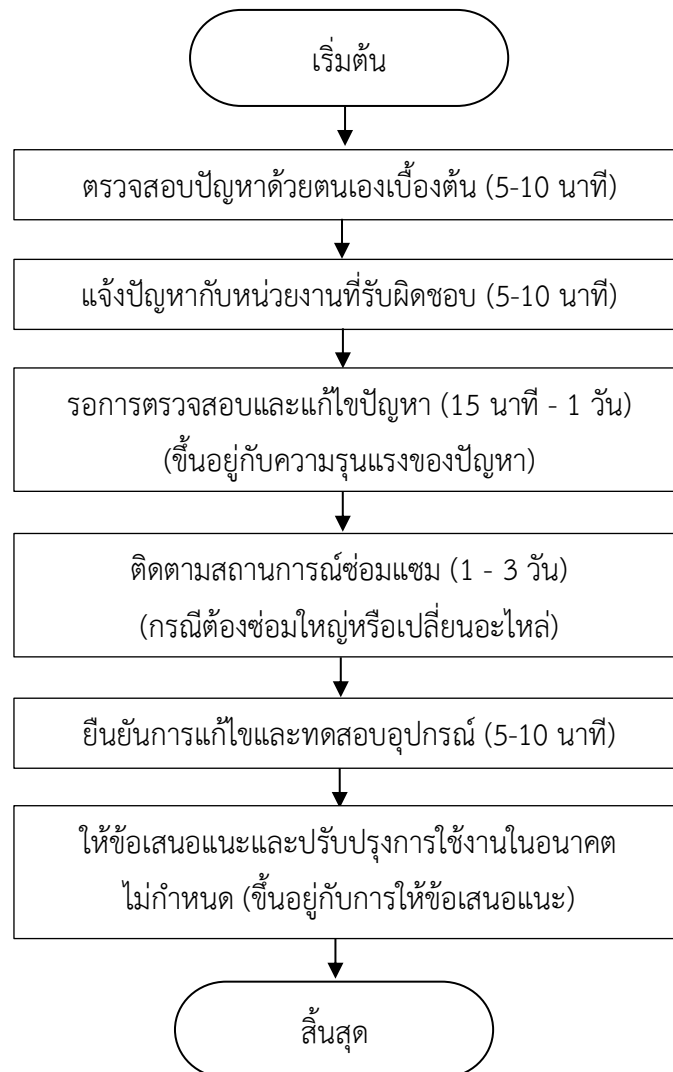 เริ่มต้น
ตรวจสอบปัญหาด้วยตนเองเบื้องต้น (5-10 นาที)
แจ้งปัญหากับหน่วยงานที่รับผิดชอบ (5-10 นาที)
รอการตรวจสอบและแก้ไขปัญหา (15 นาที - 1 วัน)
(ขึ้นอยู่กับความรุนแรงของปัญหา)
ติดตามสถานการณ์ซ่อมแซม (1 - 3 วัน)
(กรณีต้องซ่อมใหญ่หรือเปลี่ยนอะไหล่)
ยืนยันการแก้ไขและทดสอบอุปกรณ์ (5-10 นาที)
ให้ข้อเสนอแนะและปรับปรุงการใช้งานในอนาคต
ไม่กำหนด (ขึ้นอยู่กับการให้ข้อเสนอแนะ)
สิ้นสุด